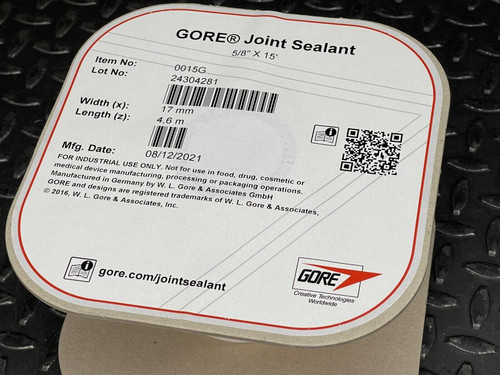 GORE® Joint Sealant
5/8" X 15'
Item No: 0015G
Lot No: 24304281
Width (x): 17 mm
Length (z): 4,6 m
Mfg. Date: 08/12/2021
FOR INDUSTRIAL USE ONLY. Not for use in food, drug, cosmetic or
medical device manufacturing, processing or packaging operations.
Manufactured in Germany by W. L. Gore & Associates GmbH
GORE and designs are registered trademarks of W. L. Gore & Associates,
© 2016, W. L. Gore & Associates, Inc.
gore.com/jointsealant
GORE
Creative Technologies
Worldwide